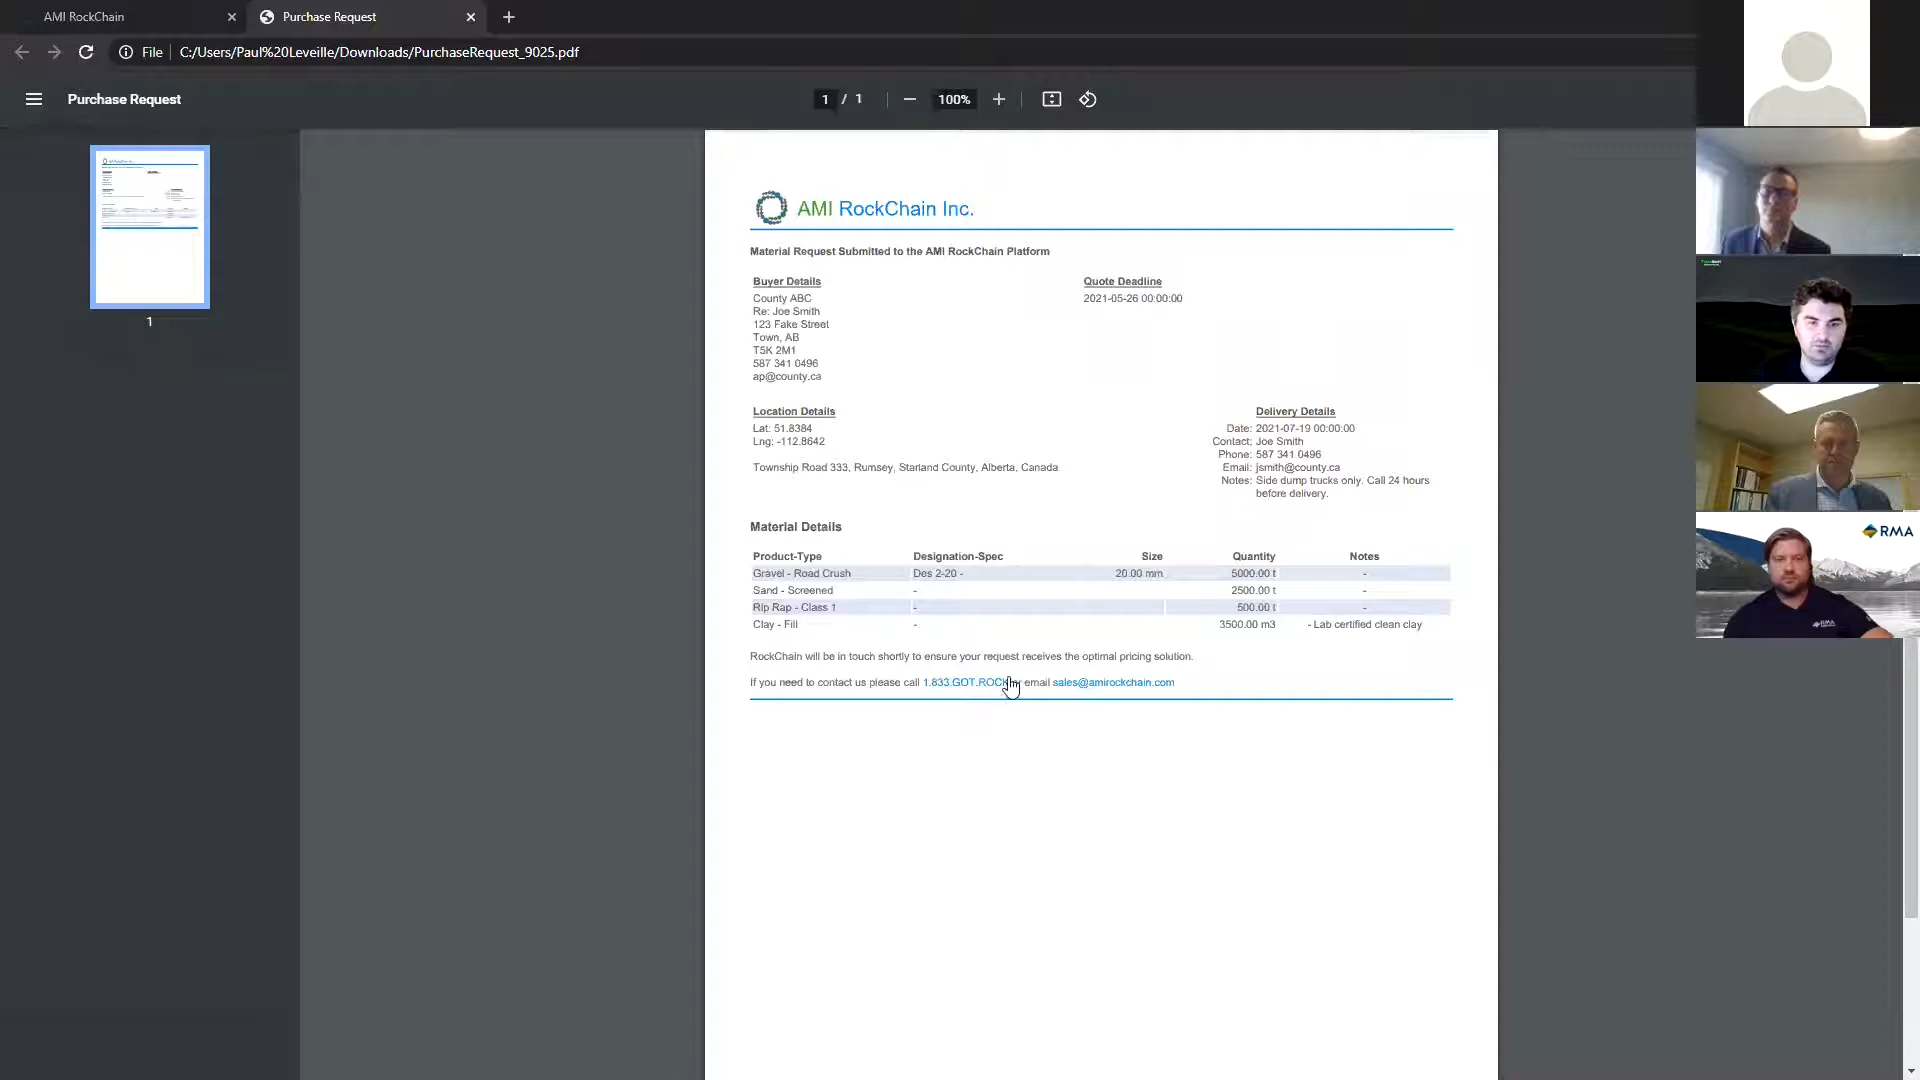 AMI RockChain
Purchase Request
File C:/Users/Paul%20Leveille/Downloads/PurchaseRequest_9025.pdf
Purchase Request
1 / 1
100%
1
AMI RockChain Inc.
Material Request Submitted to the AMI RockChain Platform
Buyer Details
County ABC
Re: Joe Smith
123 Fake Street
Town, AB
T5K 2M1
587 341 0496
ap@county.ca
Quote Deadline
2021-05-26 00:00:00
Location Details
Lat: 51.8384
Lng: -112.8642
Township Road 333, Rumsey, Starland County, Alberta, Canada
Delivery Details
Date: 2021-07-19 00:00:00
Contact: Joe Smith
Phone: 587 341 0496
Email: jsmith@county.ca
Notes: Side dump trucks only. Call 24 hours
before delivery.
Material Details
Product-Type Designation-Spec Size Quantity Notes
Gravel - Road Crush Des 2-20 - 20.00 mm 5000.00 t -
Sand - Screened - 2500.00 t -
Rip Rap - Class 1 - 500.00 t -
Clay - Fill - 3500.00 m3 - Lab certified clean clay
RockChain will be in touch shortly to ensure your request receives the optimal pricing solution.
If you need to contact us please call 1.833.GOT.ROCK email sales@amirockchain.com
RMA
RMA